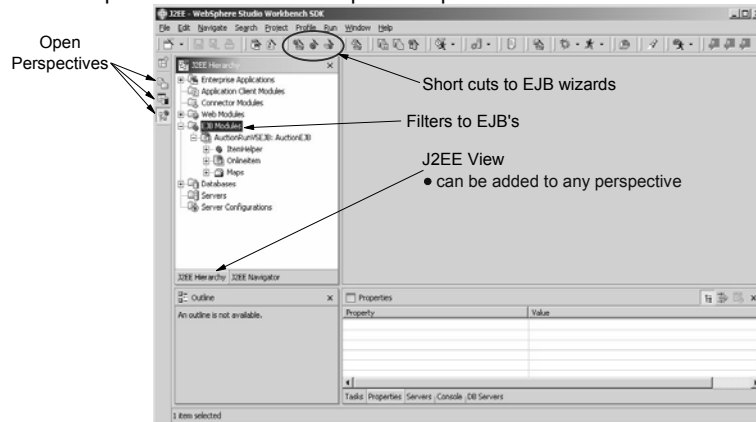 J2EE - WebSphere Studio Workbench SDK
File Edit Navigate Search Project Profile Run Window Help
Open
Perspectives
J2EE Hierarchy
Enterprise Applications
Application Client Modules
Connector Modules
Web Modules
EJB Modules
AuctionRunWSEJB: AuctionEJB
ItemHelper
Onlineitem
Maps
Databases
Servers
Server Configurations
Short cuts to EJB wizards
Filters to EJB's
J2EE View
● can be added to any perspective
J2EE Hierarchy J2EE Navigator
Outline
An outline is not available.
Properties
Property Value
Tasks Properties Servers Console DB Servers
1 item selected